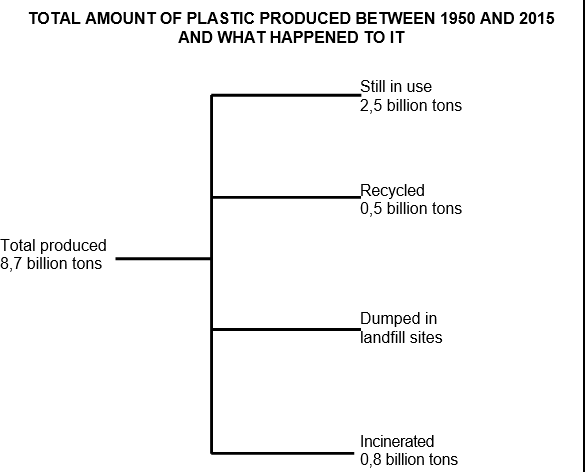 TOTAL AMOUNT OF PLASTIC PRODUCED BETWEEN 1950 AND 2015
AND WHAT HAPPENED TO IT
Still in use
2,5 billion tons
Recycled
0,5 billion tons
Total produced
8,7 billion tons
Dumped in
landfill sites
Incinerated
0,8 billion tons